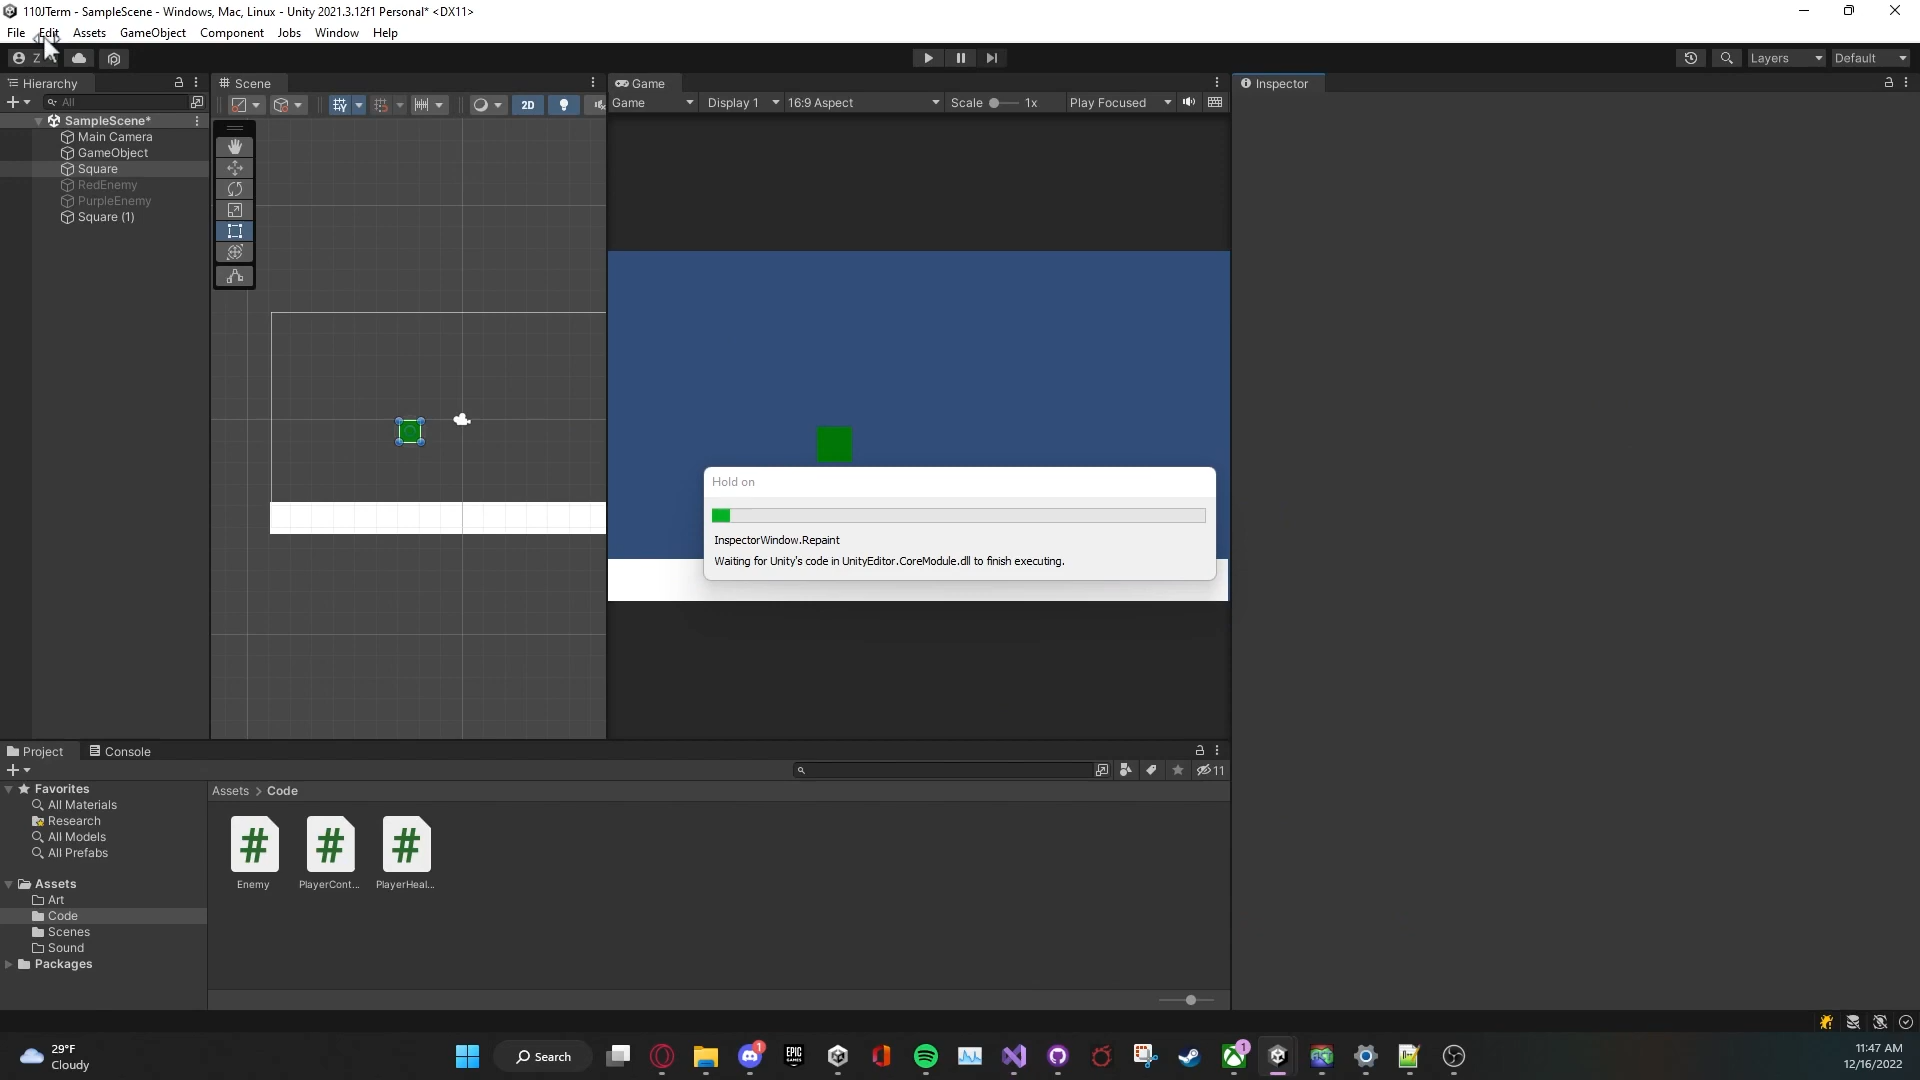 110JTerm - SampleScene - Windows, Mac, Linux - Unity 2021.3.12f1 Personal* <DX11>
File Edit Assets GameObject Component Jobs Window Help
Layers Default
Hierarchy
All
SampleScene*
Main Camera
GameObject
Square
RedEnemy
PurpleEnemy
Square (1)
Scene
2D
Game
Game Display 1 16:9 Aspect Scale 1x Play Focused
Inspector
Hold on
InspectorWindow.Repaint
Waiting for Unity's code in UnityEditor.CoreModule.dll to finish executing.
Project Console
11
Favorites
All Materials
Research
All Models
All Prefabs
Assets
Art
Code
Scenes
Sound
Packages
Assets > Code
# # #
Enemy PlayerCont... PlayerHeal...
29°F
Cloudy
Search
1
EPIC GAMES
1
11:47 AM
12/16/2022